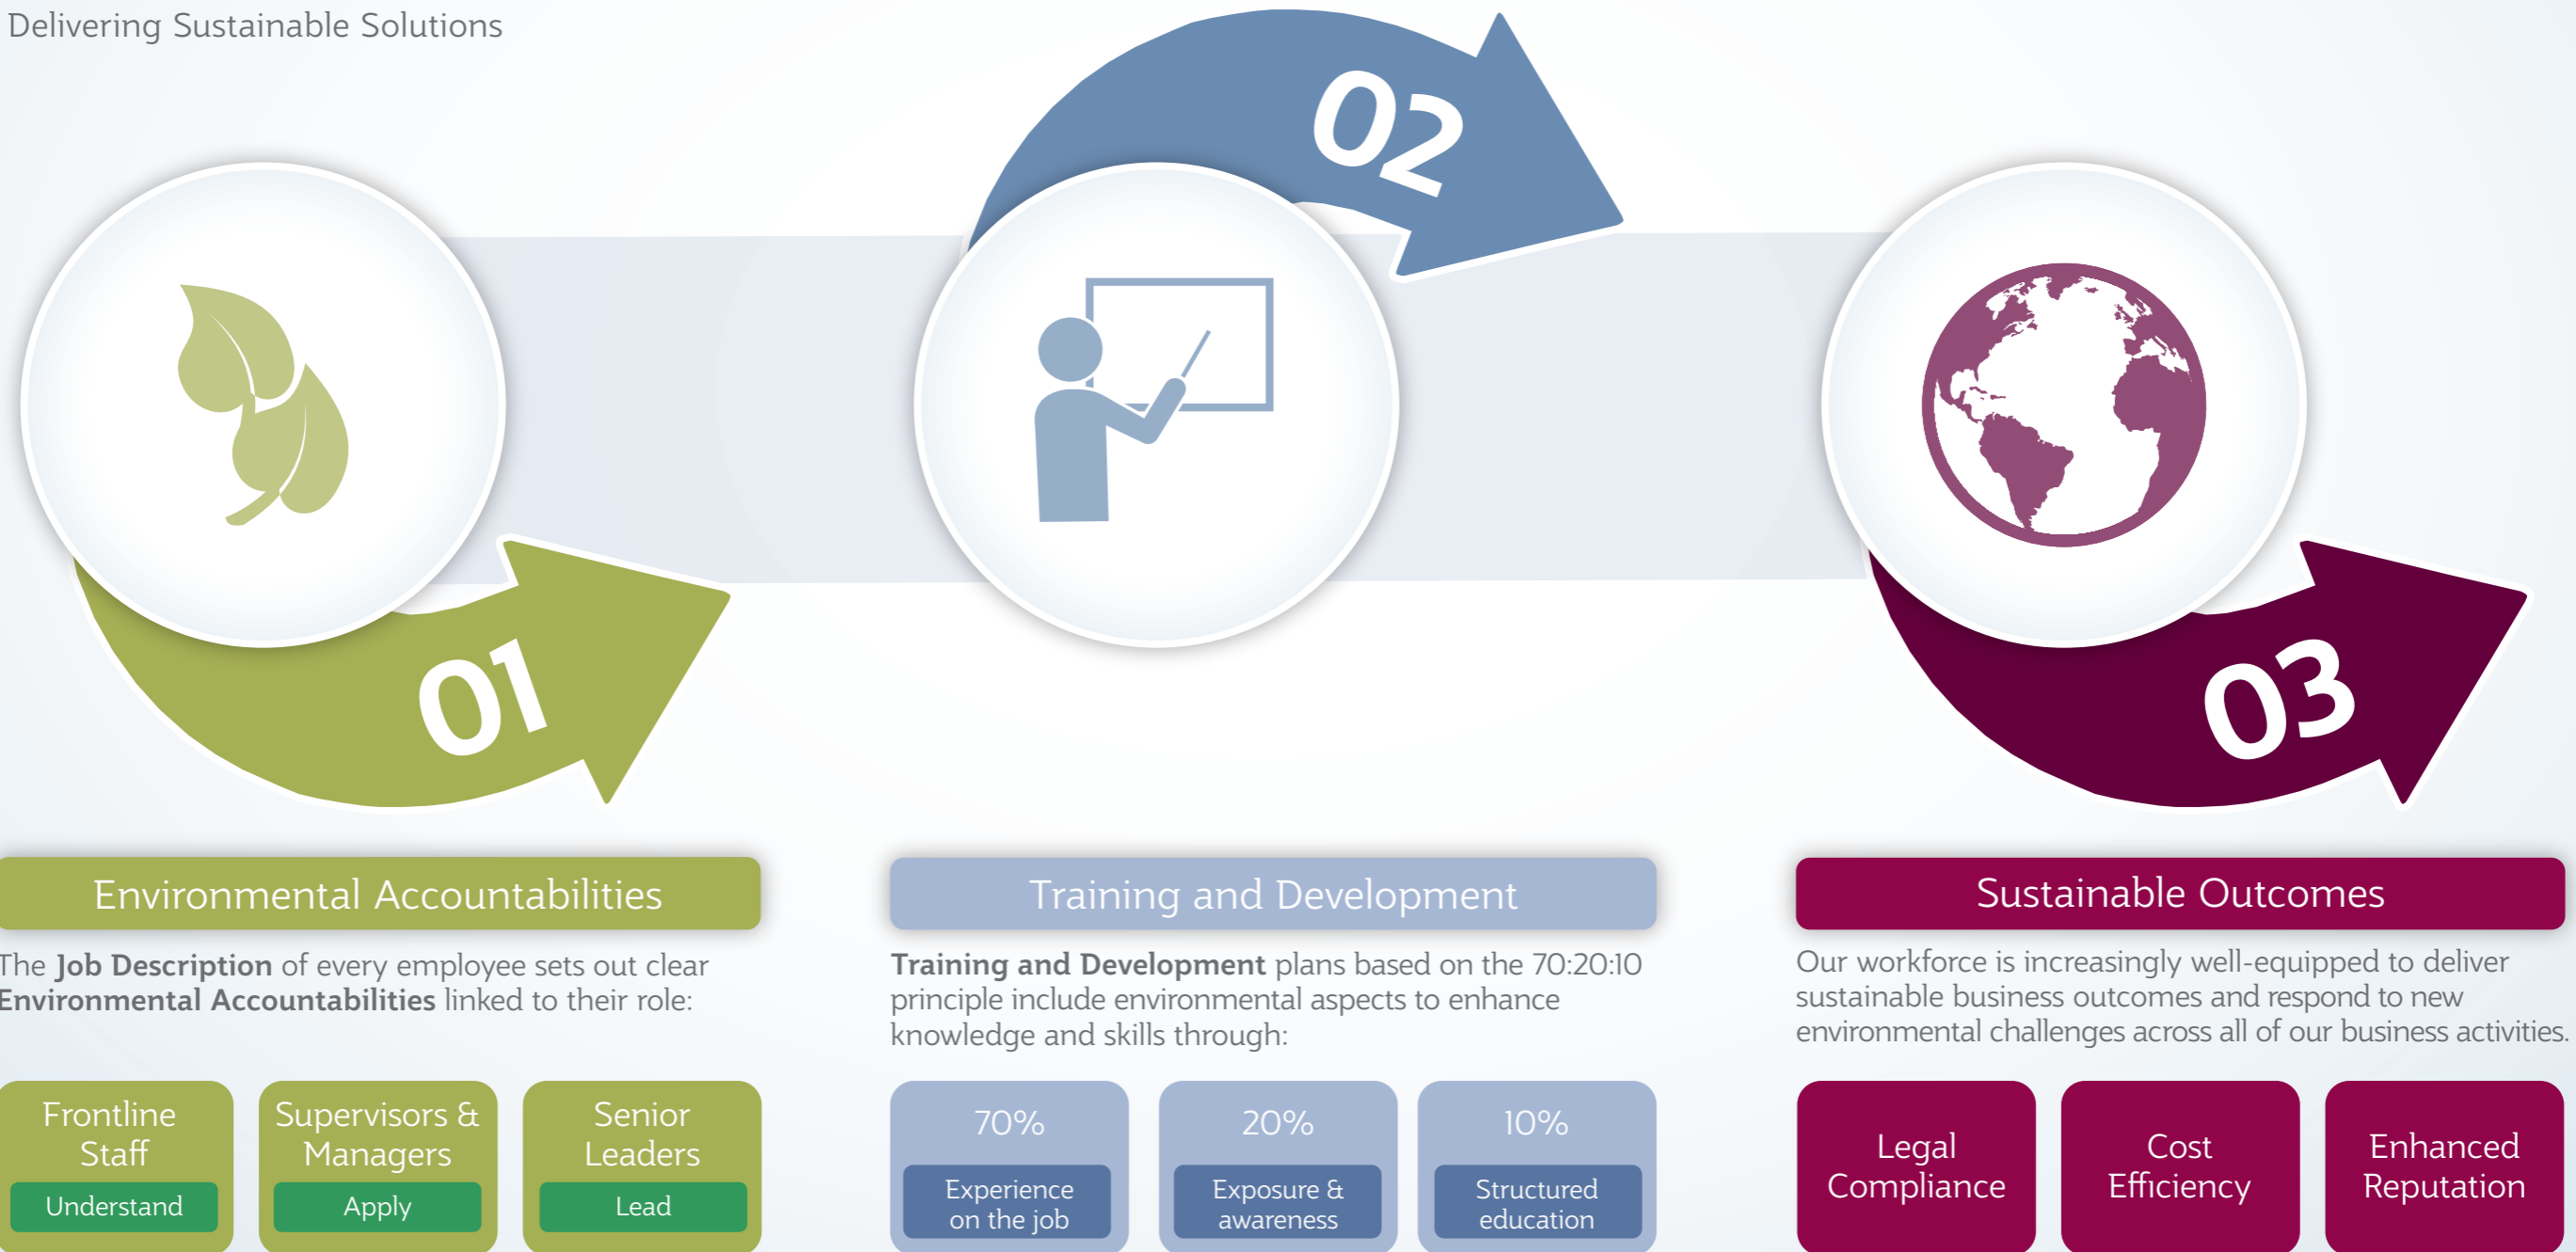 Delivering Sustainable Solutions
01
02
03
Environmental Accountabilities
The Job Description of every employee sets out clear
Environmental Accountabilities linked to their role:
Frontline
Staff
Understand
Supervisors &
Managers
Apply
Senior
Leaders
Lead
Training and Development
Training and Development plans based on the 70:20:10
principle include environmental aspects to enhance
knowledge and skills through:
70%
Experience
on the job
20%
Exposure &
awareness
10%
Structured
education
Sustainable Outcomes
Our workforce is increasingly well-equipped to deliver
sustainable business outcomes and respond to new
environmental challenges across all of our business activities.
Legal
Compliance
Cost
Efficiency
Enhanced
Reputation